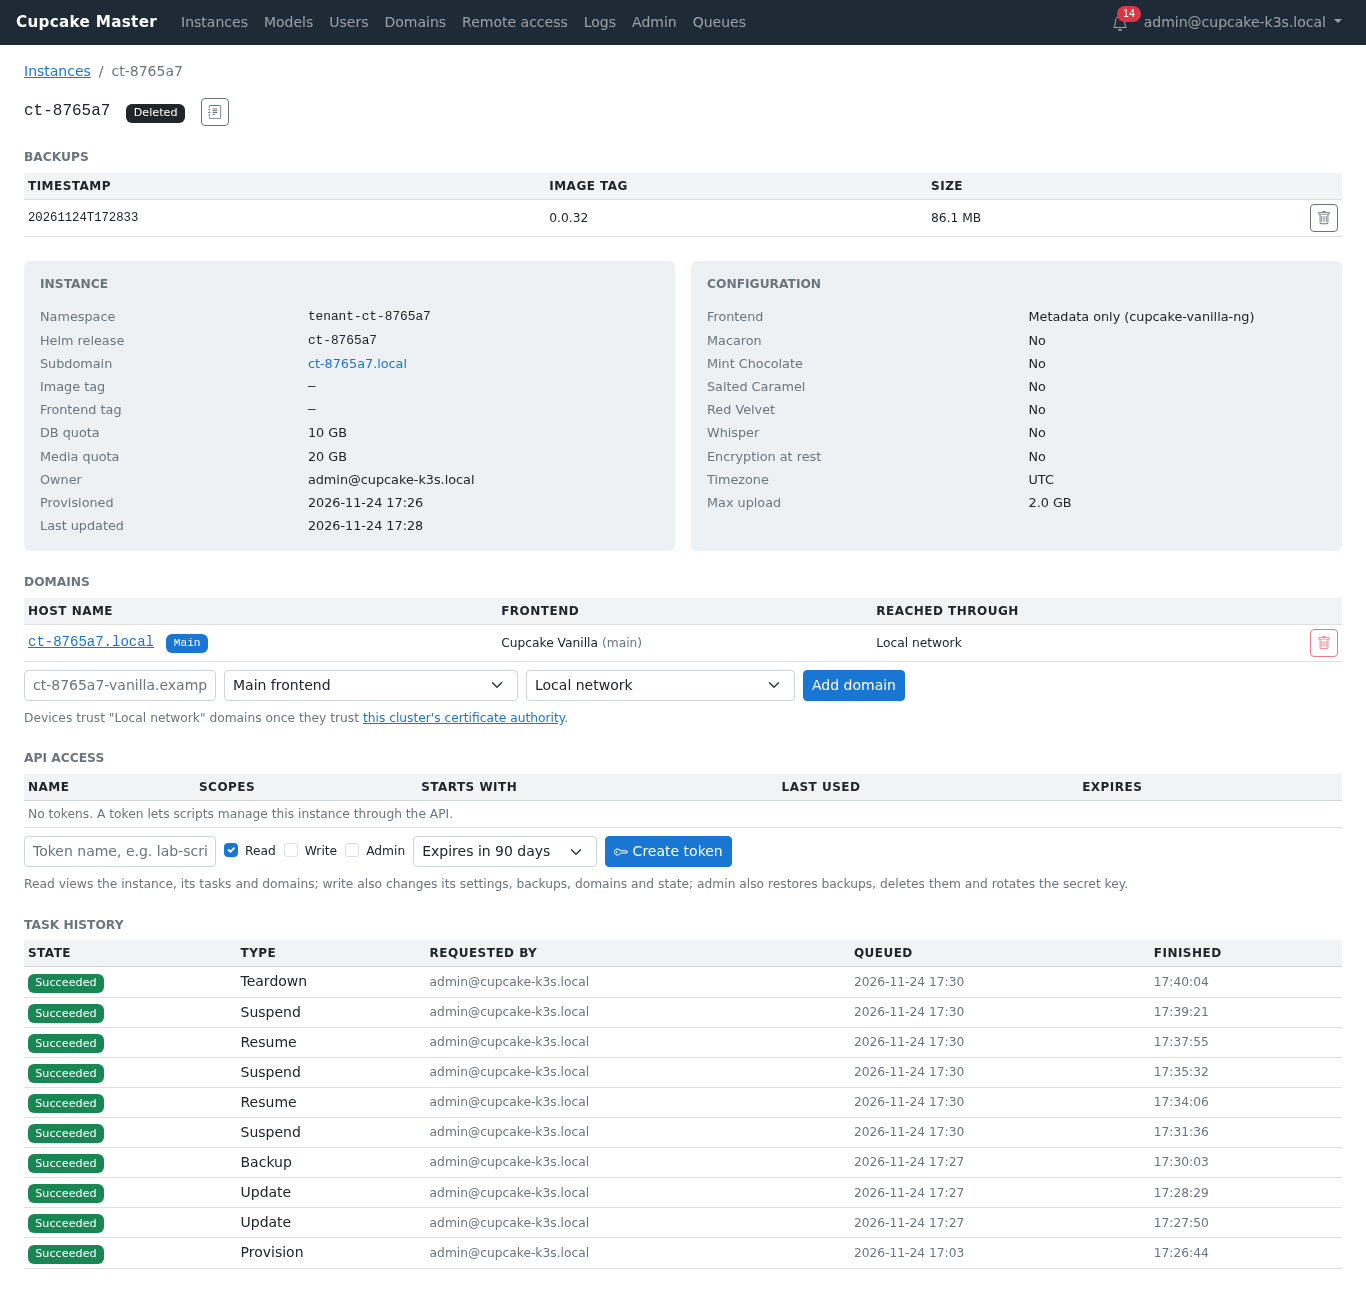 Cupcake Master Instances Models Users Domains Remote access Logs Admin Queues 14 admin@cupcake-k3s.local
Instances / ct-8765a7
ct-8765a7 Deleted
BACKUPS
TIMESTAMP IMAGE TAG SIZE
20261124T172833 0.0.32 86.1 MB
INSTANCE
Namespace tenant-ct-8765a7
Helm release ct-8765a7
Subdomain ct-8765a7.local
Image tag —
Frontend tag —
DB quota 10 GB
Media quota 20 GB
Owner admin@cupcake-k3s.local
Provisioned 2026-11-24 17:26
Last updated 2026-11-24 17:28
CONFIGURATION
Frontend Metadata only (cupcake-vanilla-ng)
Macaron No
Mint Chocolate No
Salted Caramel No
Red Velvet No
Whisper No
Encryption at rest No
Timezone UTC
Max upload 2.0 GB
DOMAINS
HOST NAME FRONTEND REACHED THROUGH
ct-8765a7.local Main Cupcake Vanilla (main) Local network
ct-8765a7-vanilla.examp Main frontend Local network Add domain
Devices trust "Local network" domains once they trust this cluster's certificate authority.
API ACCESS
NAME SCOPES STARTS WITH LAST USED EXPIRES
No tokens. A token lets scripts manage this instance through the API.
Token name, e.g. lab-scri Read Write Admin Expires in 90 days Create token
Read views the instance, its tasks and domains; write also changes its settings, backups, domains and state; admin also restores backups, deletes them and rotates the secret key.
TASK HISTORY
STATE TYPE REQUESTED BY QUEUED FINISHED
Succeeded Teardown admin@cupcake-k3s.local 2026-11-24 17:30 17:40:04
Succeeded Suspend admin@cupcake-k3s.local 2026-11-24 17:30 17:39:21
Succeeded Resume admin@cupcake-k3s.local 2026-11-24 17:30 17:37:55
Succeeded Suspend admin@cupcake-k3s.local 2026-11-24 17:30 17:35:32
Succeeded Resume admin@cupcake-k3s.local 2026-11-24 17:30 17:34:06
Succeeded Suspend admin@cupcake-k3s.local 2026-11-24 17:30 17:31:36
Succeeded Backup admin@cupcake-k3s.local 2026-11-24 17:27 17:30:03
Succeeded Update admin@cupcake-k3s.local 2026-11-24 17:27 17:28:29
Succeeded Update admin@cupcake-k3s.local 2026-11-24 17:27 17:27:50
Succeeded Provision admin@cupcake-k3s.local 2026-11-24 17:03 17:26:44